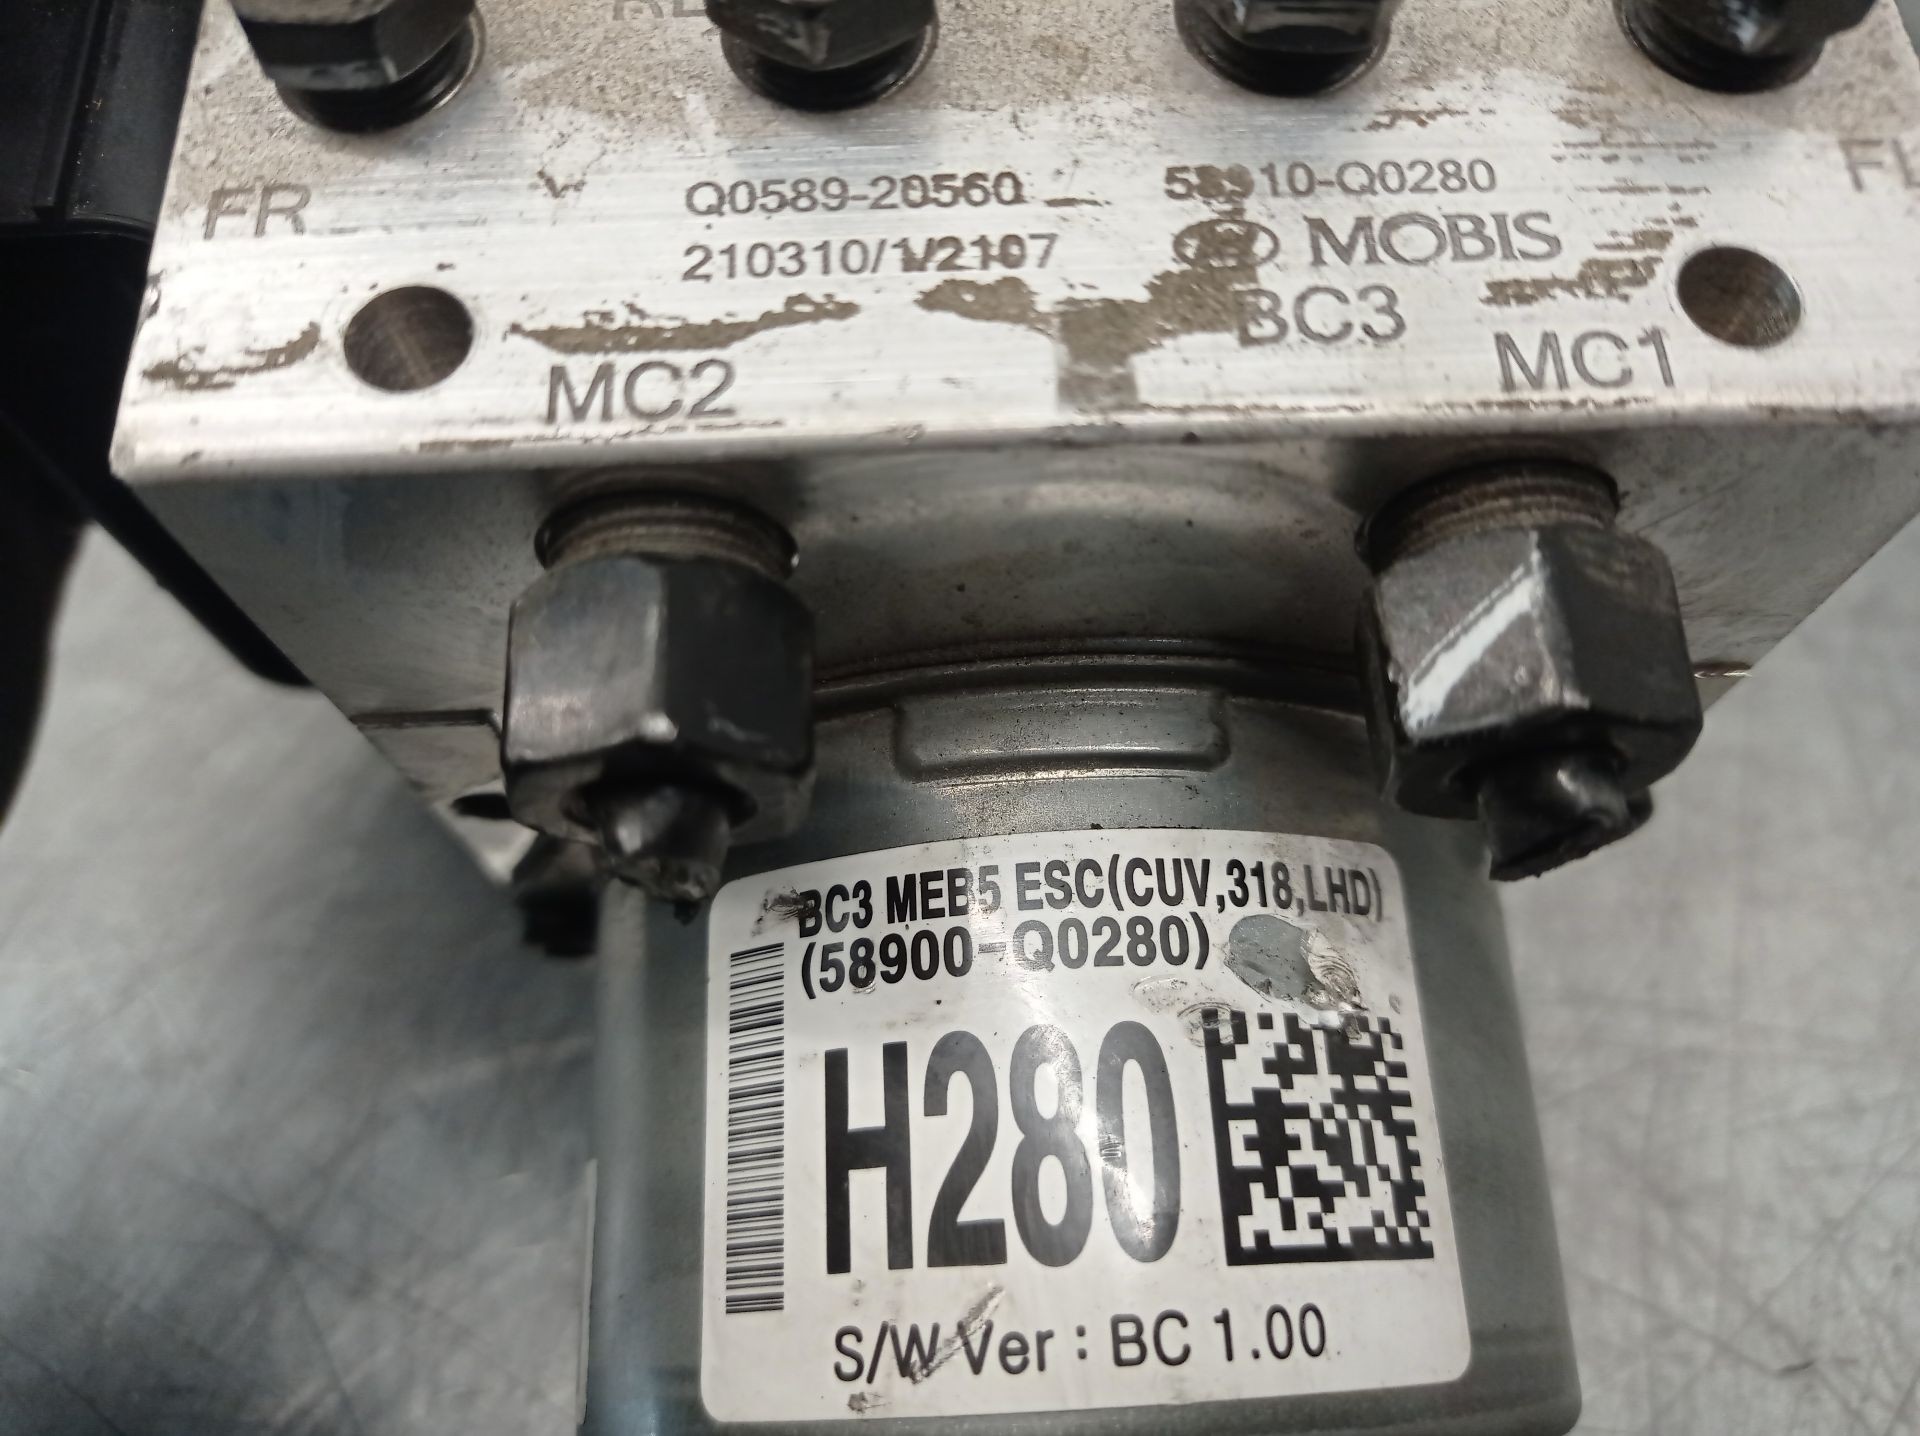 FR
Q0589-20560
58910-Q0280
210310/1/2107
MOBIS
BC3
MC2
MC1
BC3 MEB5 ESC(CUV,318,LHD)
(58900-Q0280)
H280
S/W Ver : BC 1.00